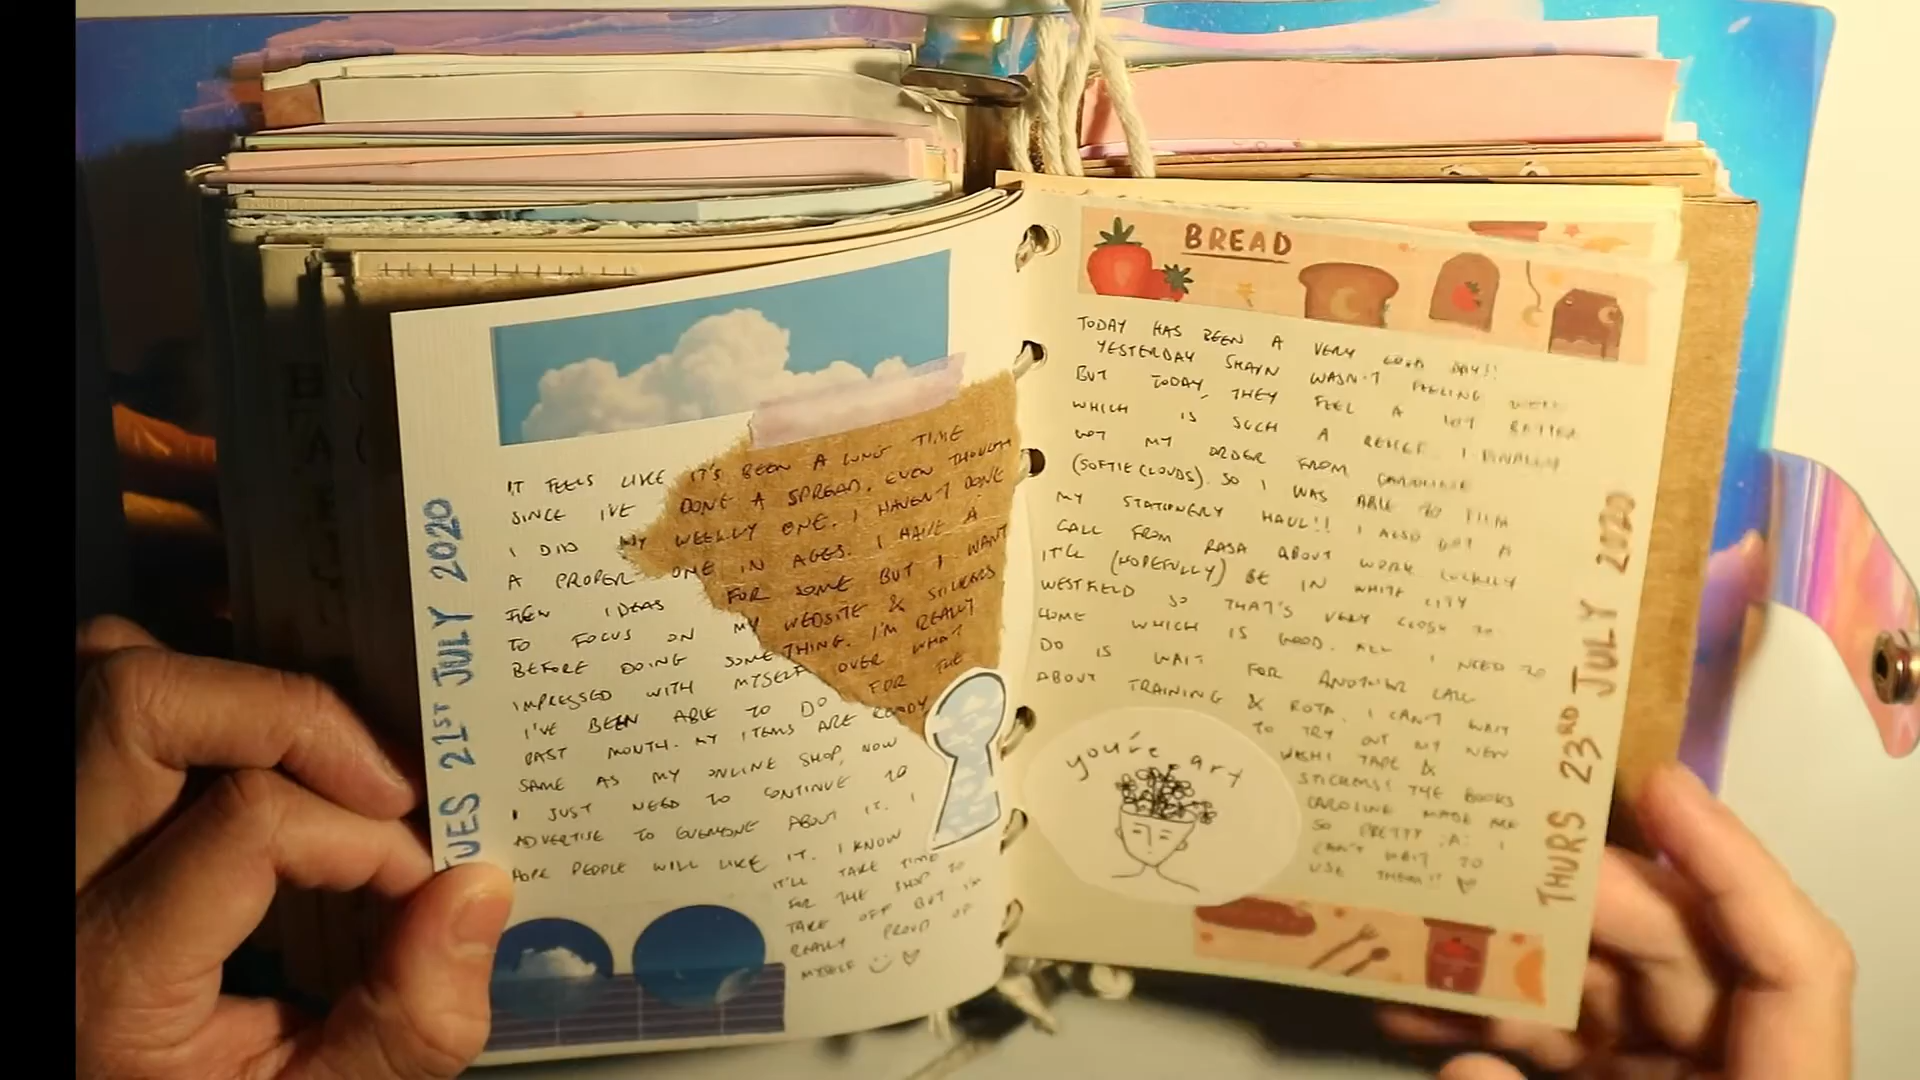 TUES 21ST JULY 2020
IT FEELS LIKE IT'S BEEN A LONG TIME
SINCE I'VE DONE A SPREAD. EVEN THOUGH
I DID MY WEEKLY ONE. I HAVEN'T DONE
A PROPER ONE IN AGES. I HAVE A
FEW IDEAS FOR SOME BUT I WANT
TO FOCUS ON MY WEBSITE & STICKERS
BEFORE DOING SOMETHING. I'M REALLY
IMPRESSED WITH MYSELF OVER WHAT
I'VE BEEN ABLE TO DO FOR THE
PAST MONTH. MY ITEMS ARE READY
SAME AS MY ONLINE SHOP, NOW
I JUST NEED TO CONTINUE TO
ADVERTISE TO EVERYONE ABOUT IT. I
HOPE PEOPLE WILL LIKE IT. I KNOW
IT'LL TAKE TIME
FOR THE SHOP TO
TAKE OFF BUT I'M
REALLY PROUD OF
MYSELF
BREAD
TODAY HAS BEEN A VERY GOOD DAY!!
YESTERDAY SHAYN WASN'T FEELING WELL
BUT TODAY, THEY FEEL A LOT BETTER
WHICH IS SUCH A RELIEF. I FINALLY
GOT MY ORDER FROM CAROLINE
(SOFTIECLOUDS). SO I WAS ABLE TO FILM
MY STATIONERY HAUL!! I ALSO GOT A
CALL FROM RASA ABOUT WORK. LUCKILY
IT'LL (HOPEFULLY) BE IN WHITE CITY
WESTFIELD SO THAT'S VERY CLOSE TO
HOME WHICH IS GOOD. ALL I NEED TO
DO IS WAIT FOR ANOTHER CALL
ABOUT TRAINING & ROTA. I CAN'T WAIT
TO TRY OUT MY NEW
WASHI TAPE &
STICKERS! THE BOOKS
CAROLINE MADE ARE
SO PRETTY :A: I
CAN'T WAIT TO
USE THEM!!
you're art
THURS 23RD JULY 2020